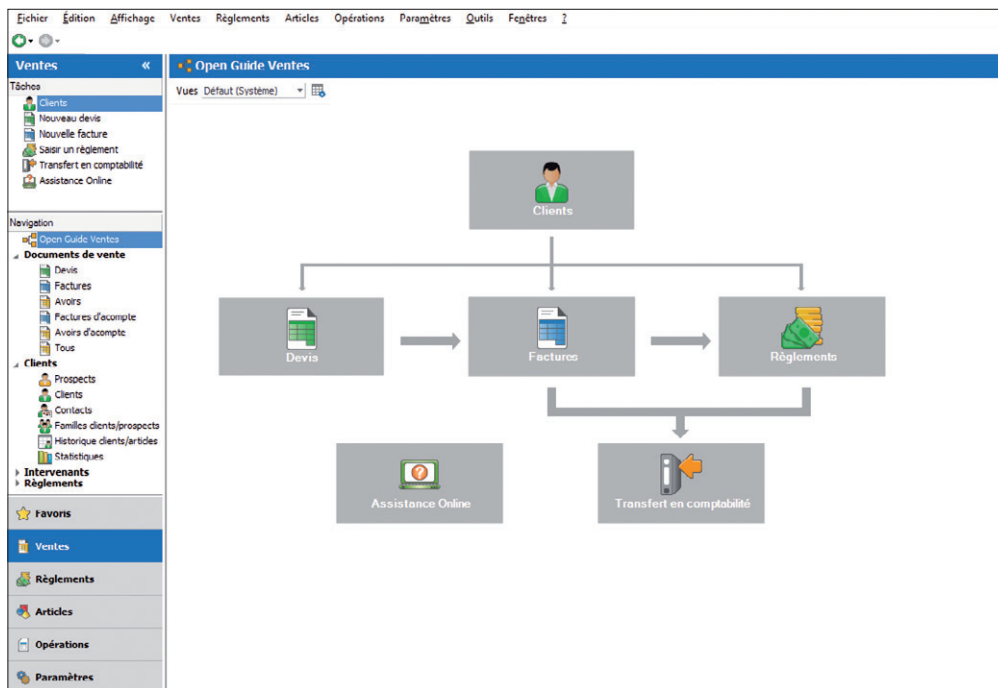 Fichier Édition Affichage Ventes Règlements Articles Opérations Paramètres Outils Fenêtres ?
Ventes «
Tâches
Clients
Nouveau devis
Nouvelle facture
Saisir un règlement
Transfert en comptabilité
Assistance Online
Navigation
Open Guide Ventes
Documents de vente
Devis
Factures
Avoirs
Factures d'acompte
Avoirs d'acompte
Tous
Clients
Prospects
Clients
Contacts
Familles clients/prospects
Historique clients/articles
Statistiques
Intervenants
Règlements
Favoris
Ventes
Règlements
Articles
Opérations
Paramètres
Open Guide Ventes
Vues Défaut (Système)
Clients
Devis
Factures
Règlements
Assistance Online
Transfert en comptabilité